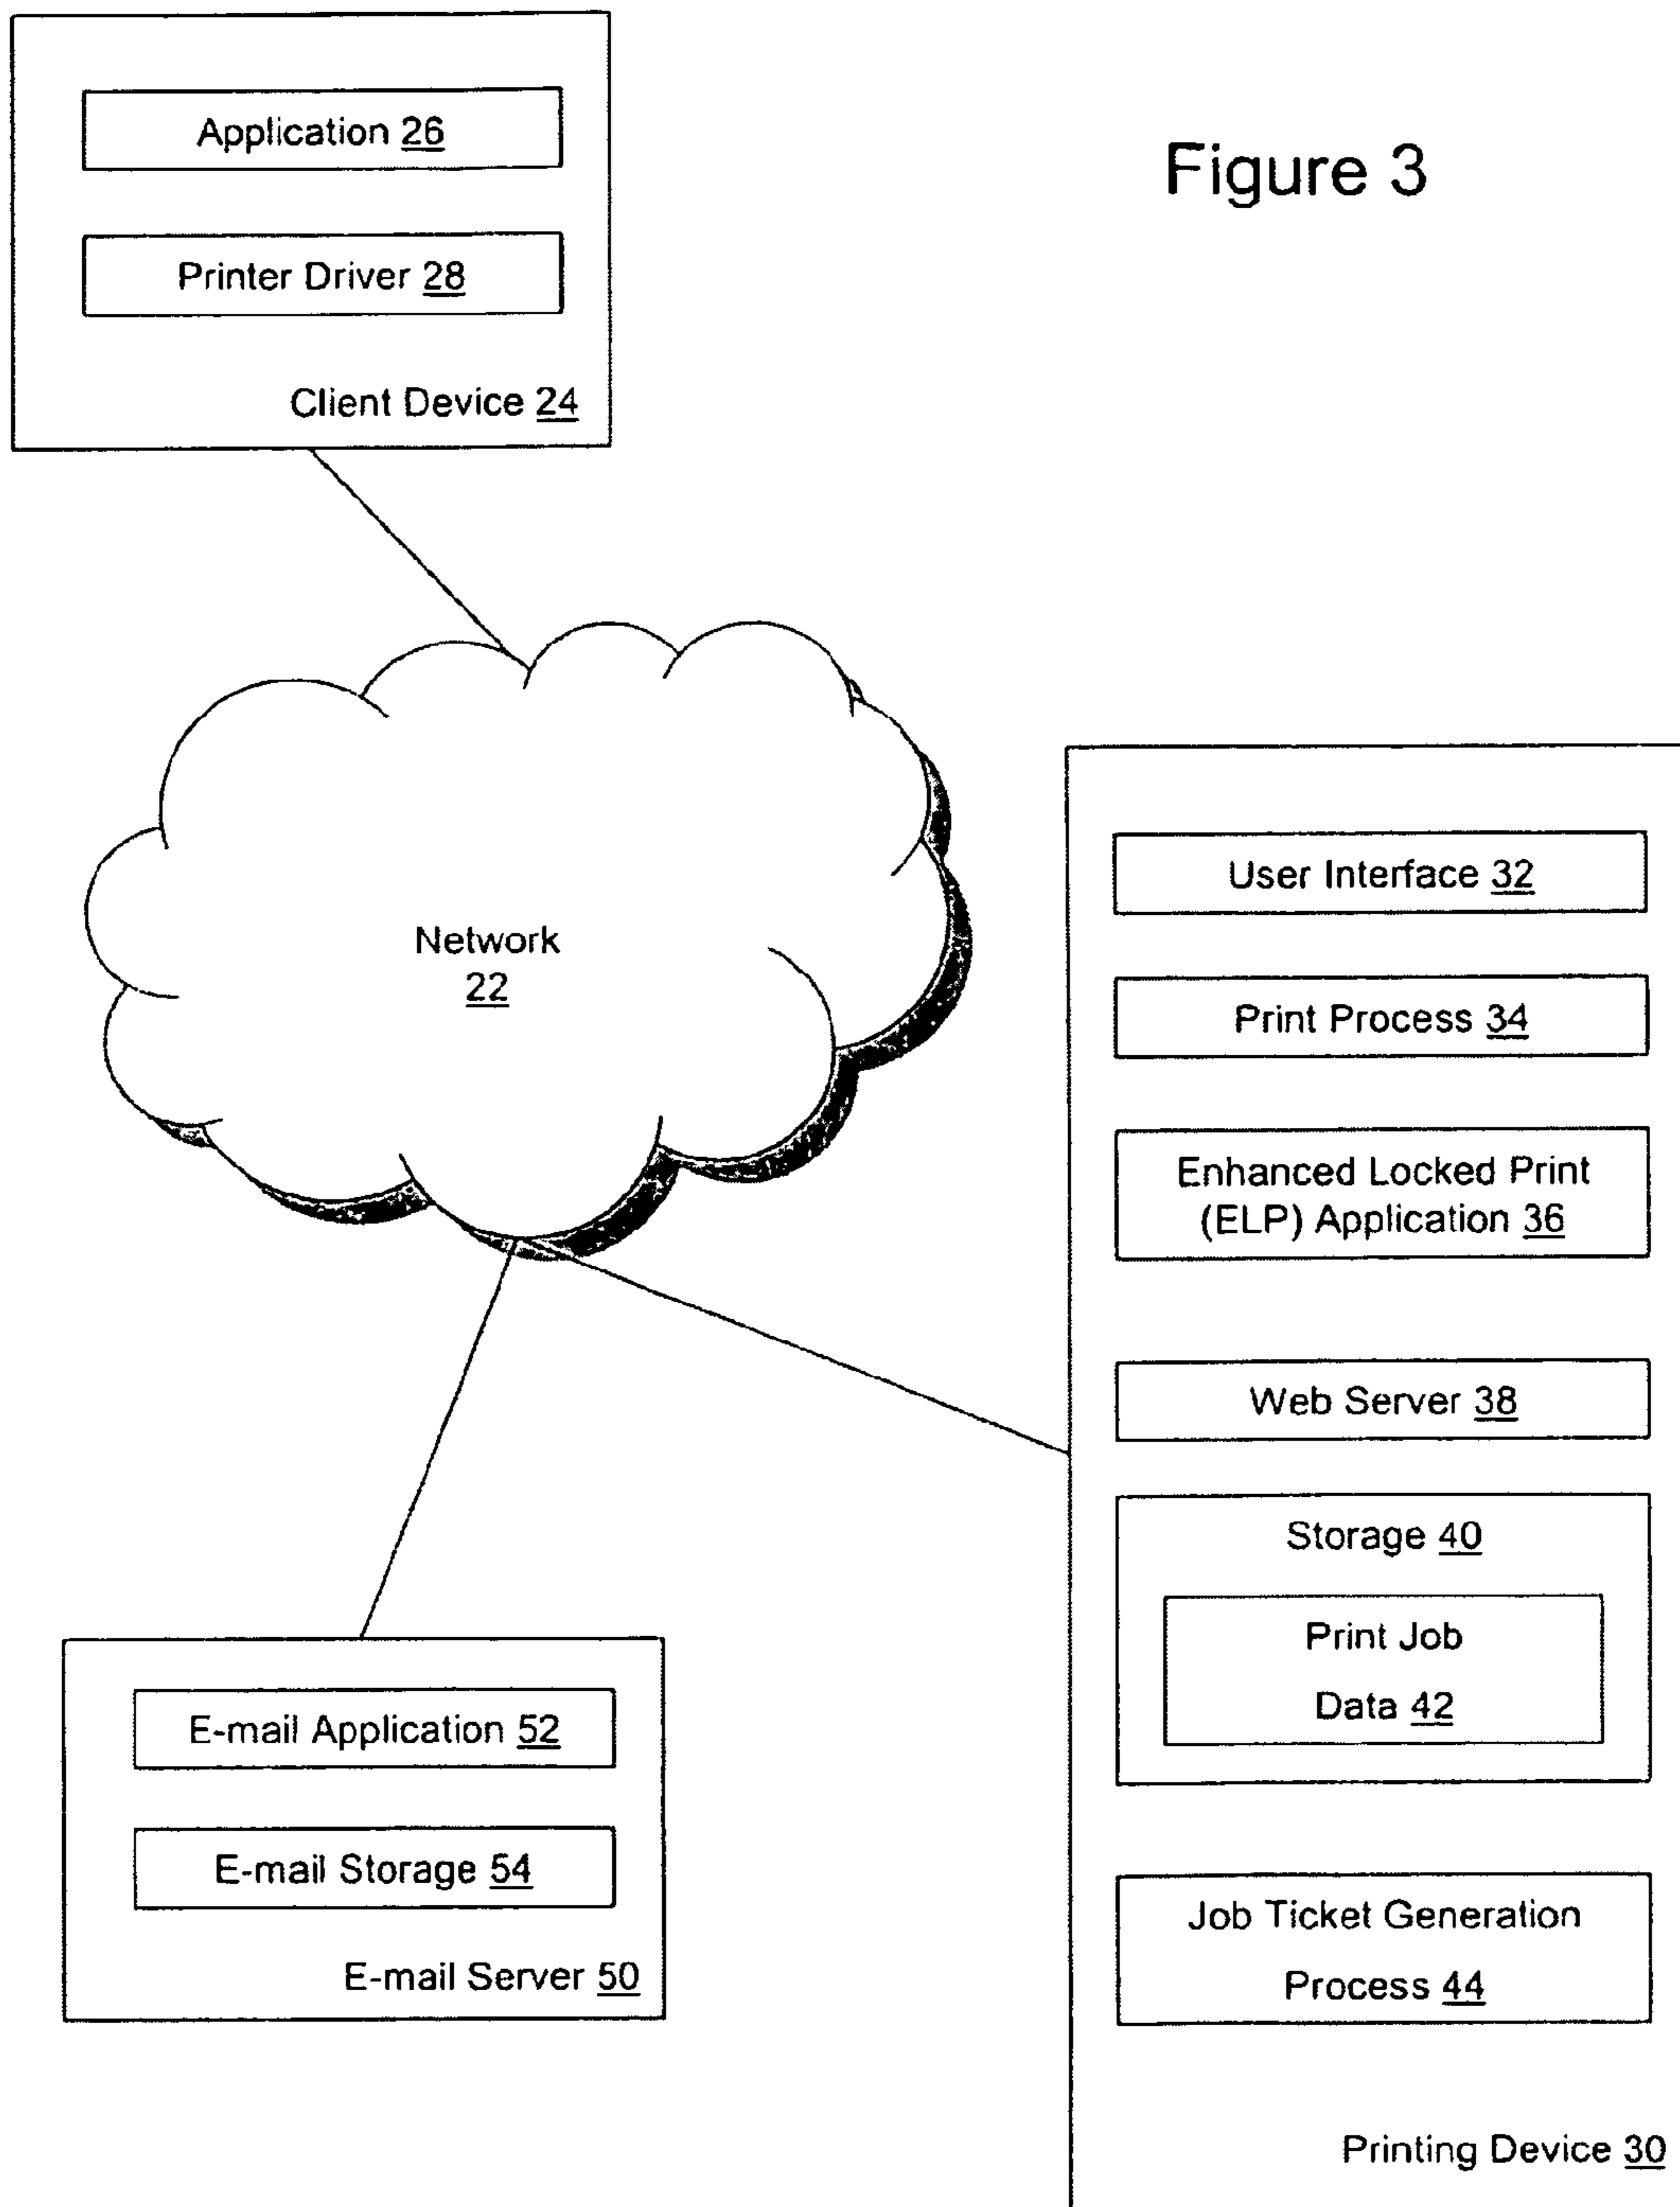 Application 26
Printer Driver 28
Client Device 24
Figure 3
Network
22
User Interface 32
Print Process 34
Enhanced Locked Print
(ELP) Application 36
Web Server 38
Storage 40
Print Job
Data 42
Job Ticket Generation
Process 44
Printing Device 30
E-mail Application 52
E-mail Storage 54
E-mail Server 50